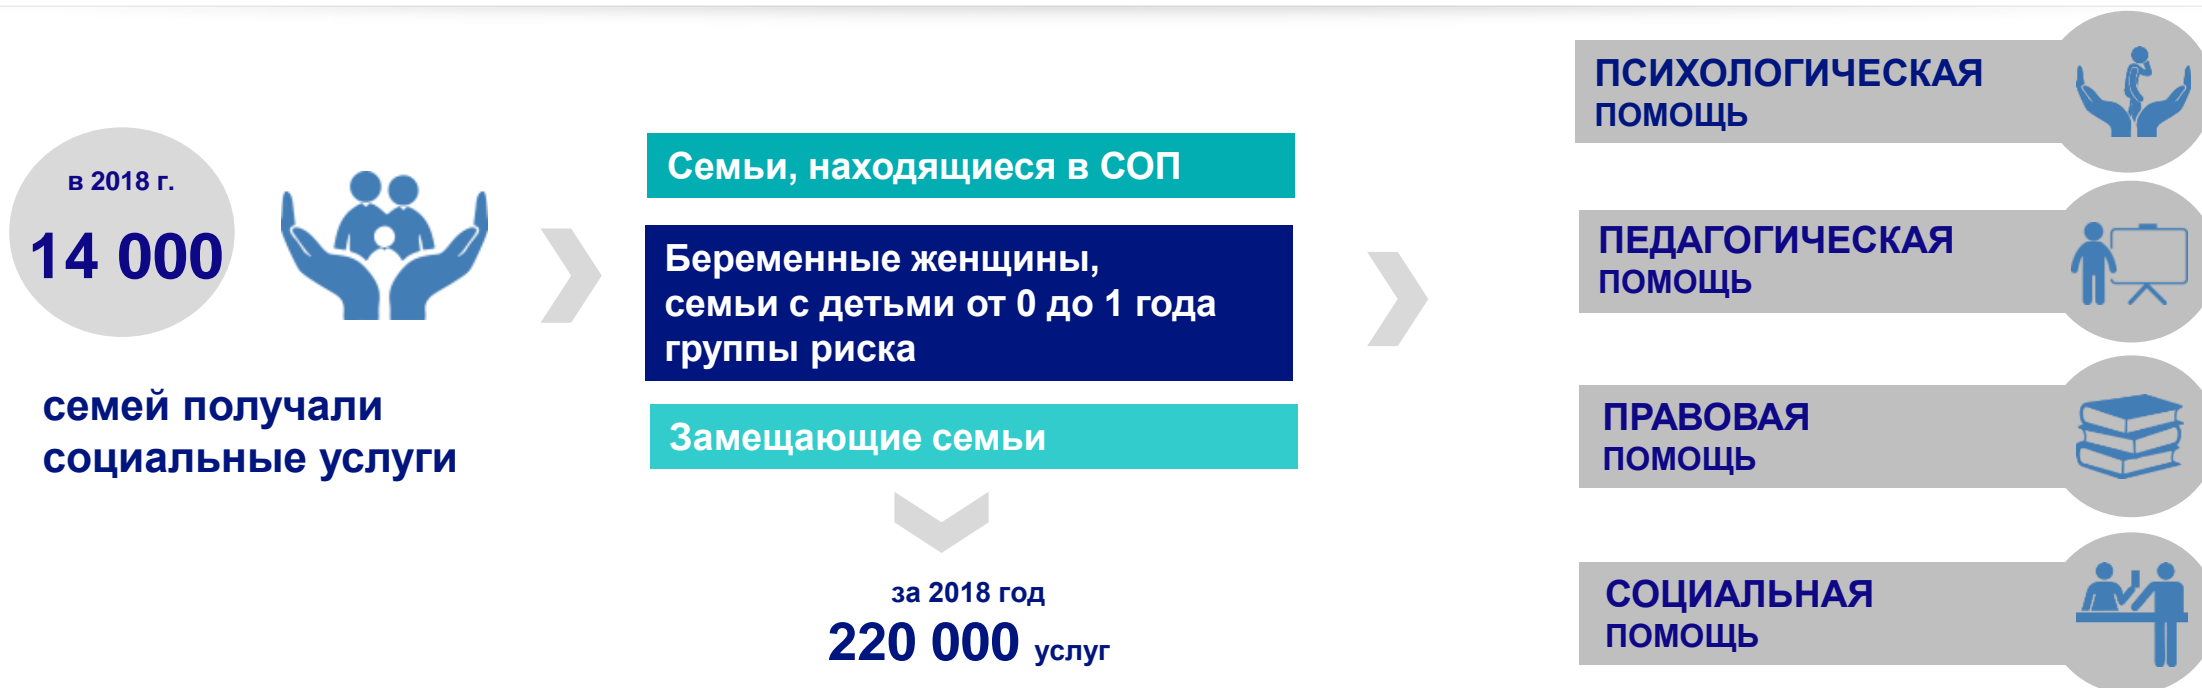 в 2018 г.
14 000
семей получали
социальные услуги
Семьи, находящиеся в СОП
Беременные женщины,
семьи с детьми от 0 до 1 года
группы риска
Замещающие семьи
за 2018 год
220 000 услуг
ПСИХОЛОГИЧЕСКАЯ
ПОМОЩЬ
ПЕДАГОГИЧЕСКАЯ
ПОМОЩЬ
ПРАВОВАЯ
ПОМОЩЬ
СОЦИАЛЬНАЯ
ПОМОЩЬ